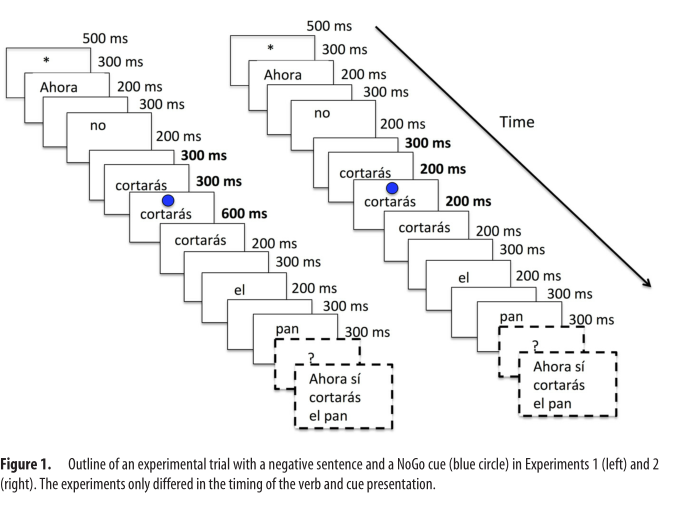 500 ms
*
300 ms
Ahora
200 ms
300 ms
no
200 ms
300 ms
cortarás
300 ms
cortarás
600 ms
cortarás
200 ms
300 ms
el
200 ms
300 ms
pan
300 ms
?
Ahora sí
cortarás
el pan
500 ms
*
300 ms
Ahora
200 ms
300 ms
no
200 ms
300 ms
cortarás
200 ms
cortarás
200 ms
cortarás
200 ms
300 ms
el
200 ms
300 ms
pan
300 ms
?
Ahora sí
cortarás
el pan
Time
Figure 1. Outline of an experimental trial with a negative sentence and a NoGo cue (blue circle) in Experiments 1 (left) and 2
(right). The experiments only differed in the timing of the verb and cue presentation.